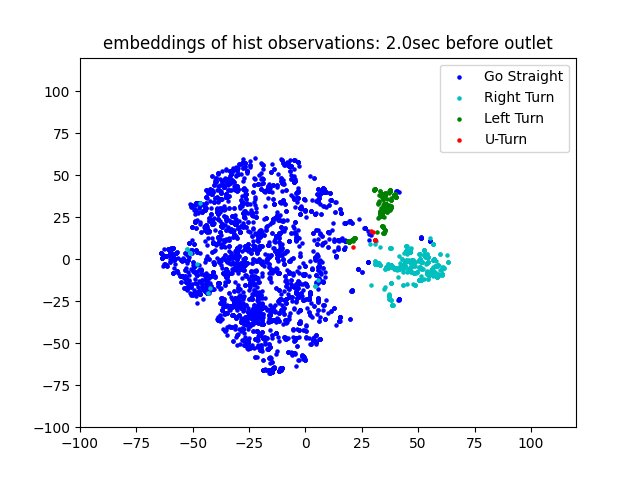 embeddings of hist observations: 2.0sec before outlet
Go Straight
Right Turn
Left Turn
U-Turn
100
75
50
25
0
−25
−50
−75
−100
−100 −75 −50 −25 0 25 50 75 100